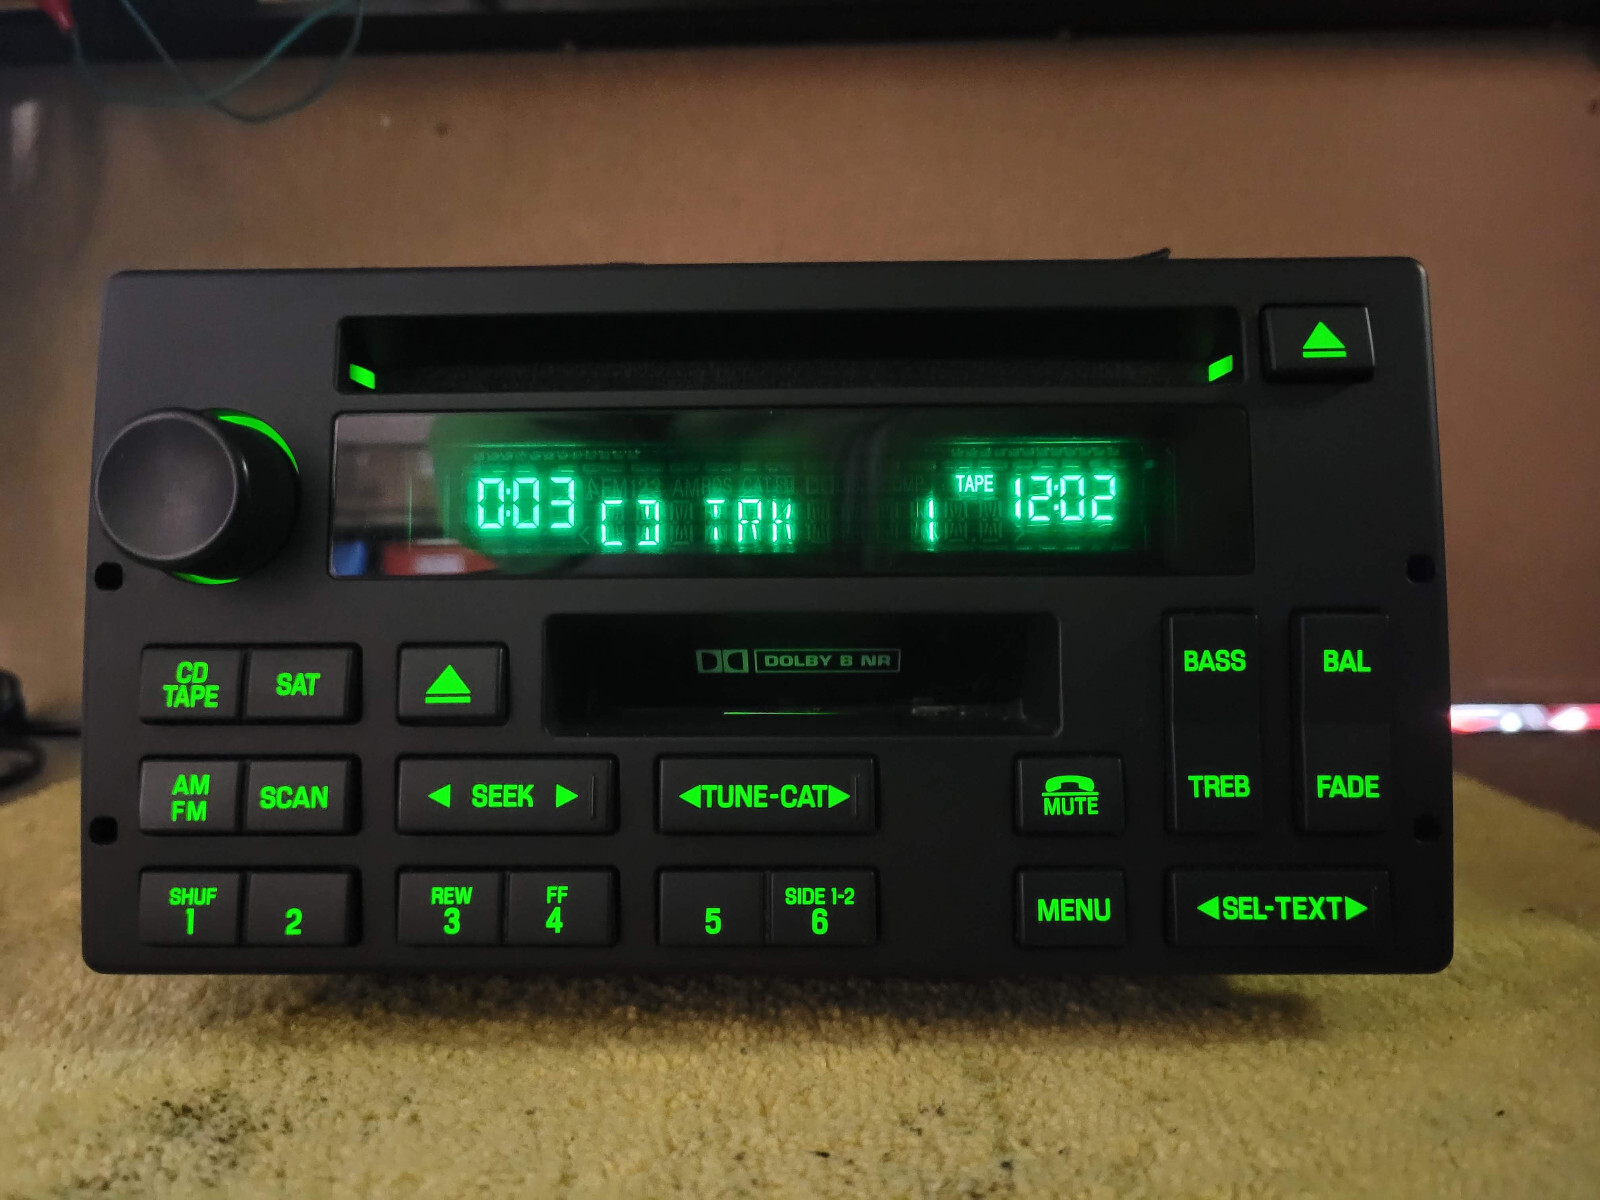 0:03 CD TRK 1 TAPE 12:02
DOLBY B NR
CD
TAPE
SAT
BASS
BAL
AM
FM
SCAN
SEEK
TUNE-CAT
MUTE
TREB
FADE
SHUF
1
2
REW
3
FF
4
5
SIDE 1-2
6
MENU
SEL-TEXT